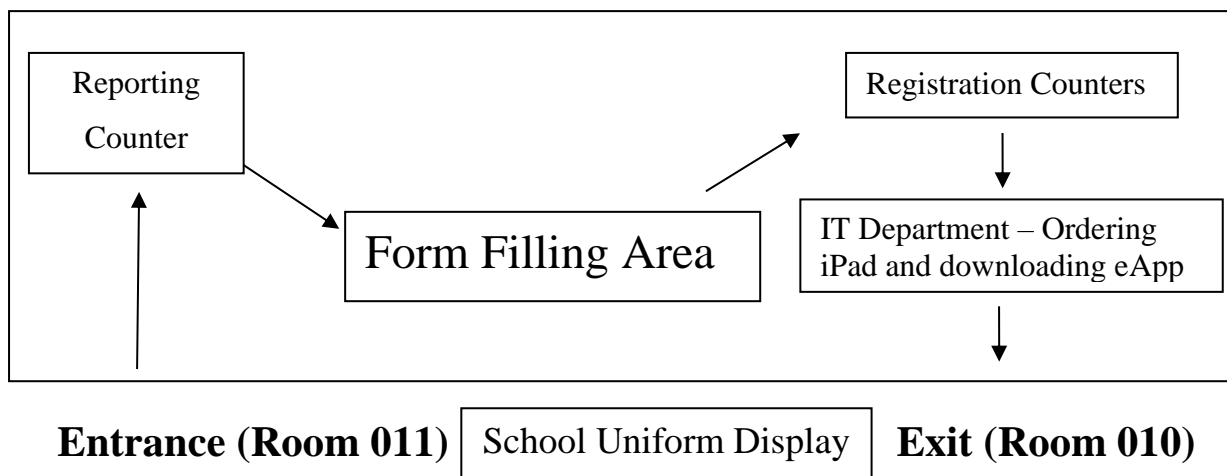 Reporting
Counter
Registration Counters
Form Filling Area
IT Department – Ordering
iPad and downloading eApp
Entrance (Room 011)
School Uniform Display
Exit (Room 010)